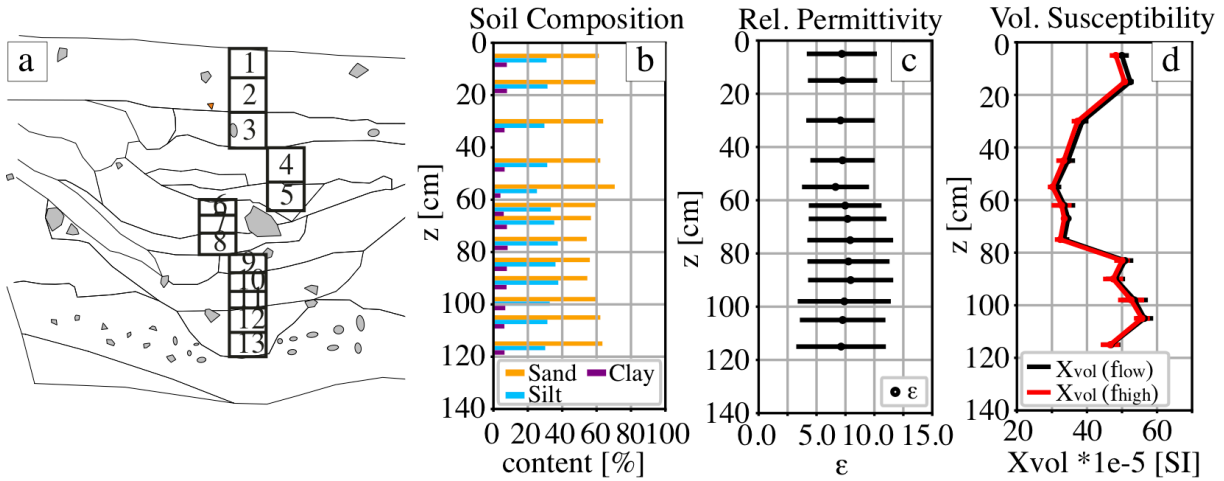 a
1
2
3
4
5
6
7
8
9
10
11
12
13
Soil Composition
b
0
20
40
60
80
100
120
140
z [cm]
Sand
Clay
Silt
0 20 40 60 80 100
content [%]
Rel. Permittivity
c
0
20
40
60
80
100
120
140
z [cm]
ε
0.0 5.0 10.0 15.0
ε
Vol. Susceptibility
d
0
20
40
60
80
100
120
140
z [cm]
Xvol (flow)
Xvol (fhigh)
20 40 60
Xvol *1e-5 [SI]